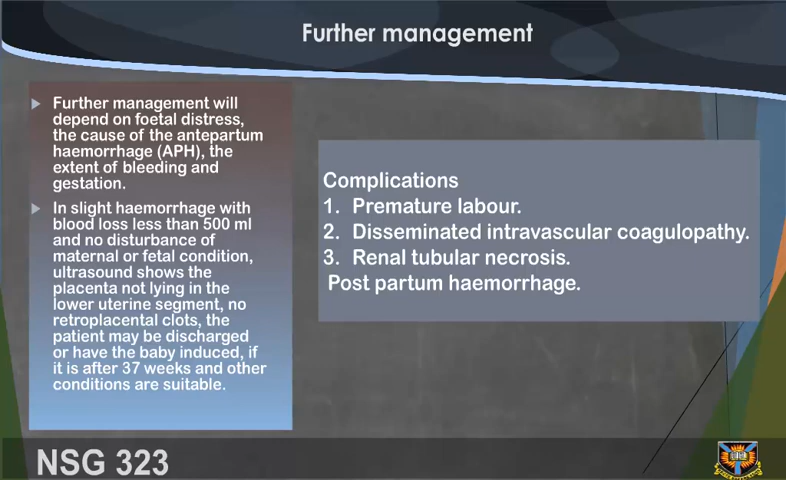 Further management
Further management will
depend on foetal distress,
the cause of the antepartum
haemorrhage (APH), the
extent of bleeding and
gestation.
In slight haemorrhage with
blood loss less than 500 ml
and no disturbance of
maternal or fetal condition,
ultrasound shows the
placenta not lying in the
lower uterine segment, no
retroplacental clots, the
patient may be discharged
or have the baby induced, if
it is after 37 weeks and other
conditions are suitable.
Complications
1. Premature labour.
2. Disseminated intravascular coagulopathy.
3. Renal tubular necrosis.
Post partum haemorrhage.
NSG 323